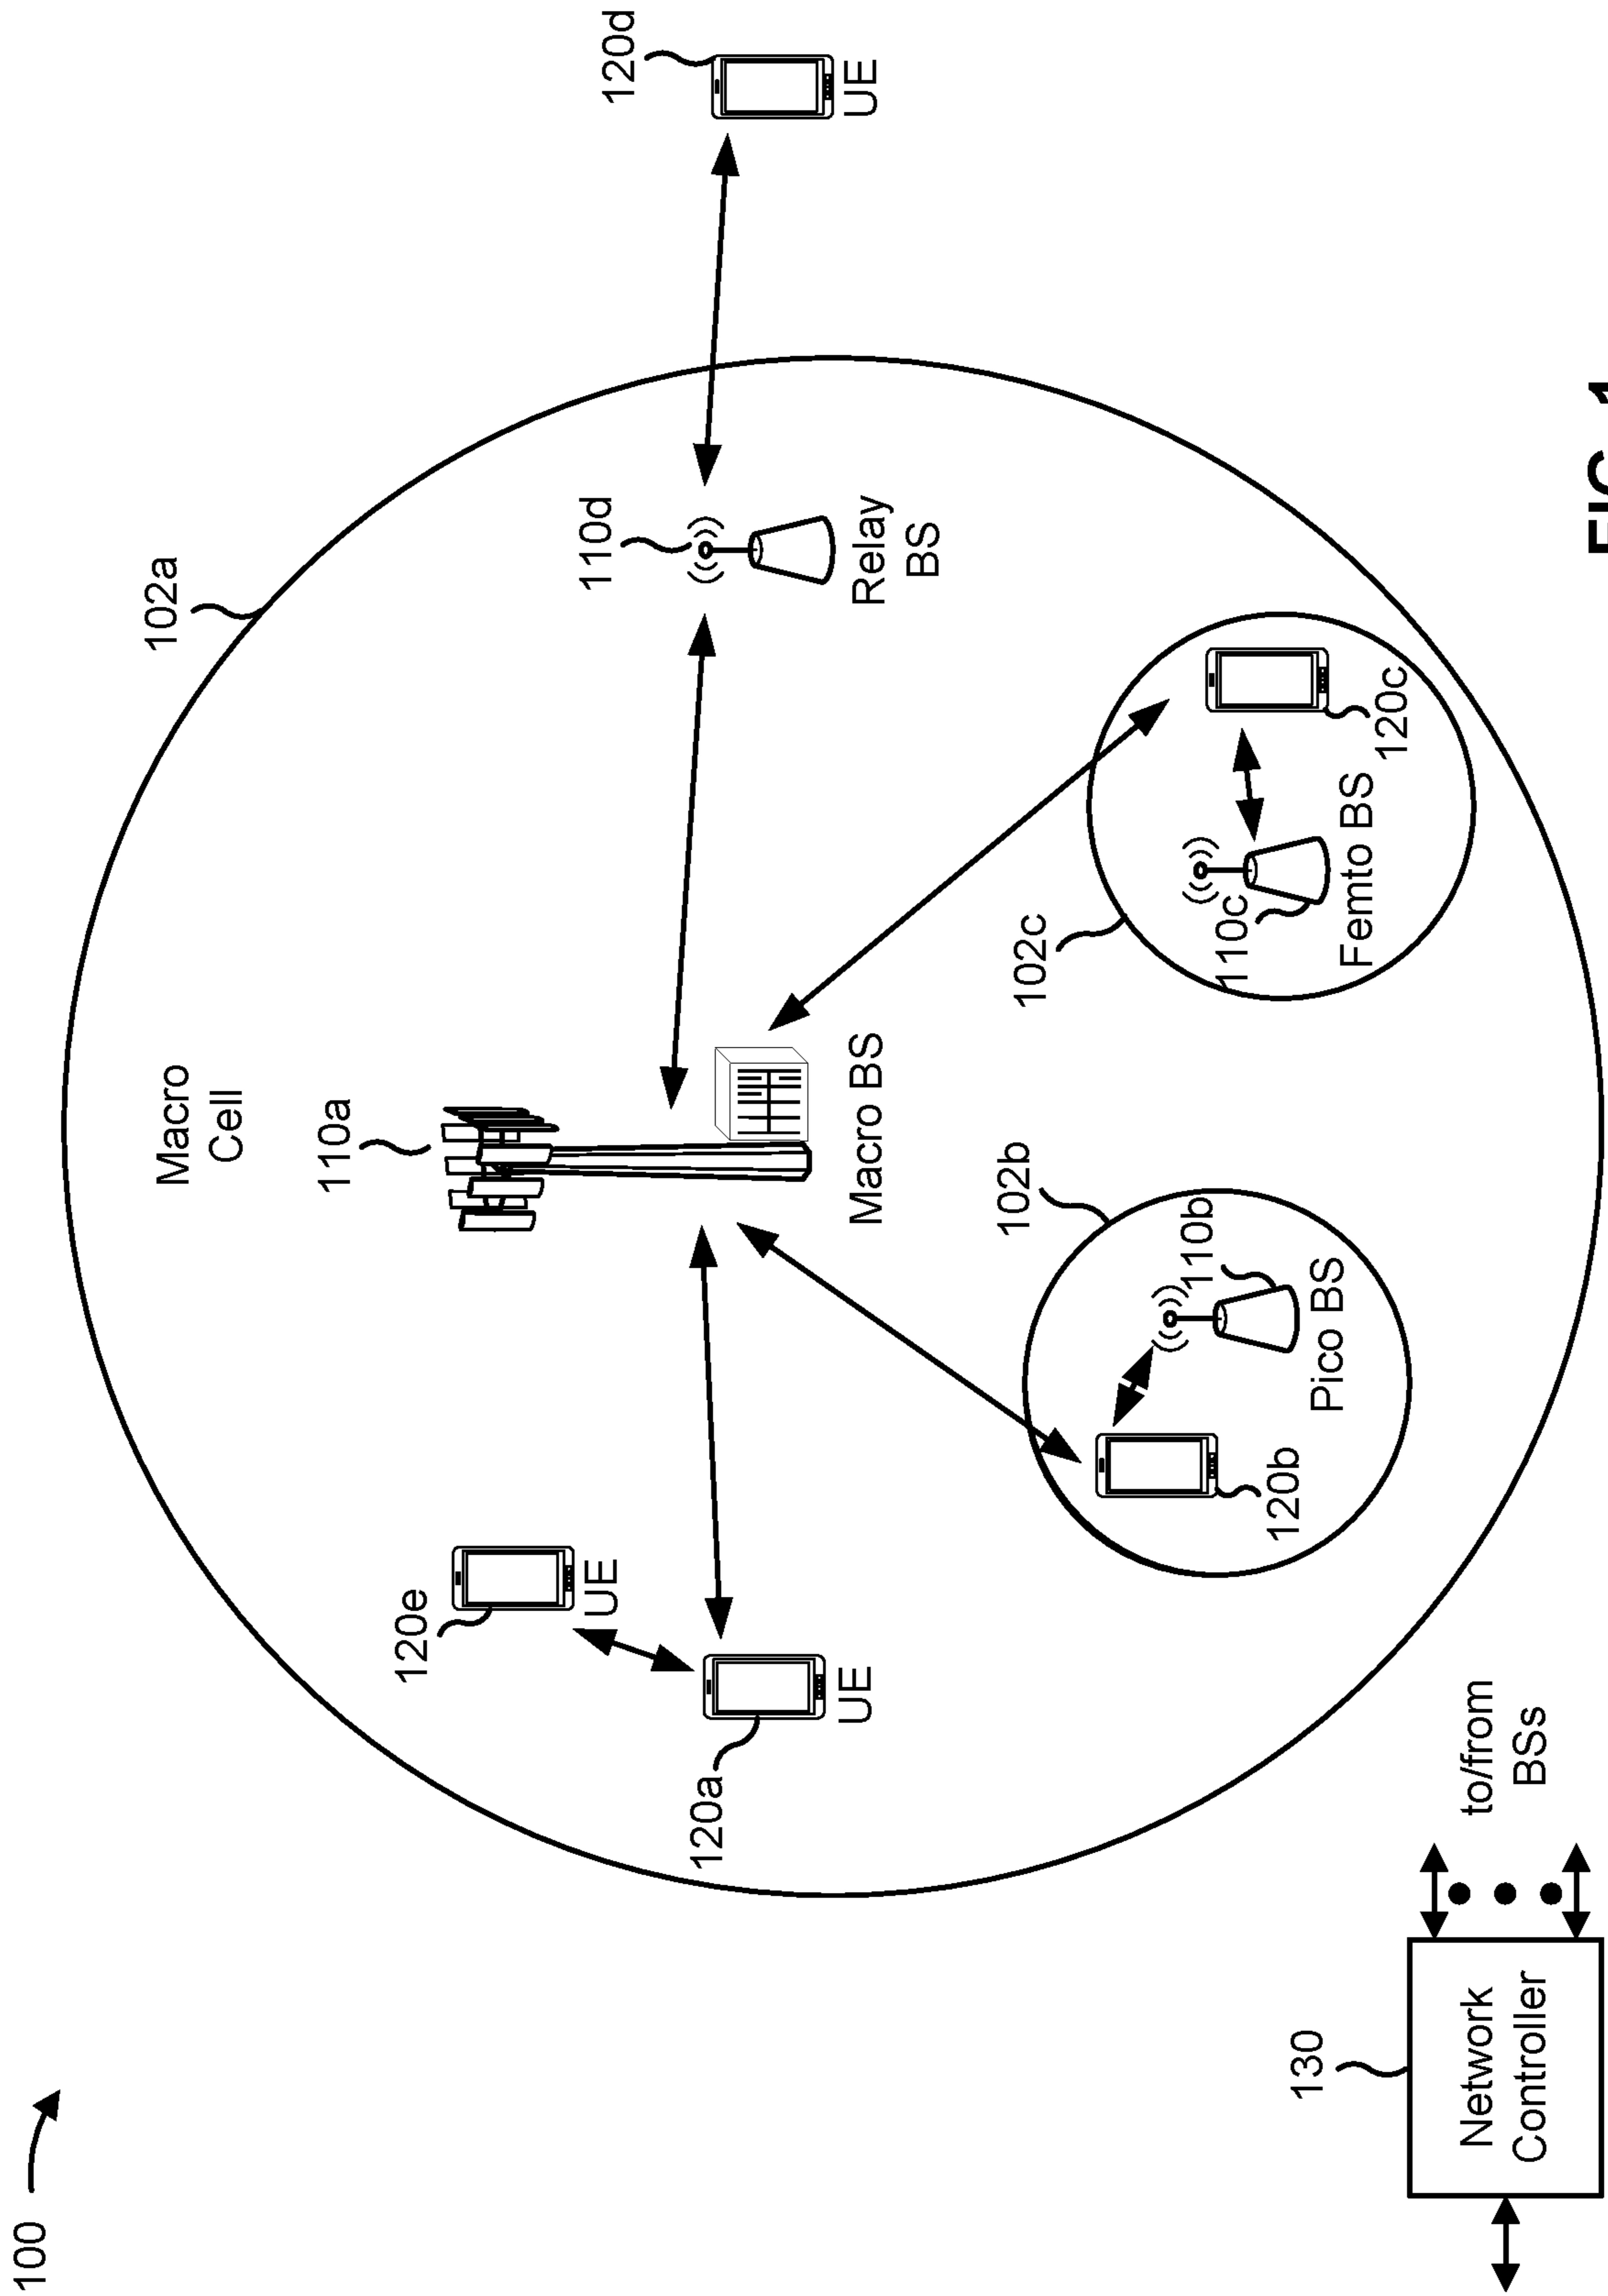 100
102a
Macro
Cell
110a
120d
UE
110d
Relay
BS
120e
UE
120a
UE
Macro BS
102b
110b
Pico BS
120b
102c
110c
Femto BS
120c
130
Network
Controller
to/from
BSs
FIG. 1